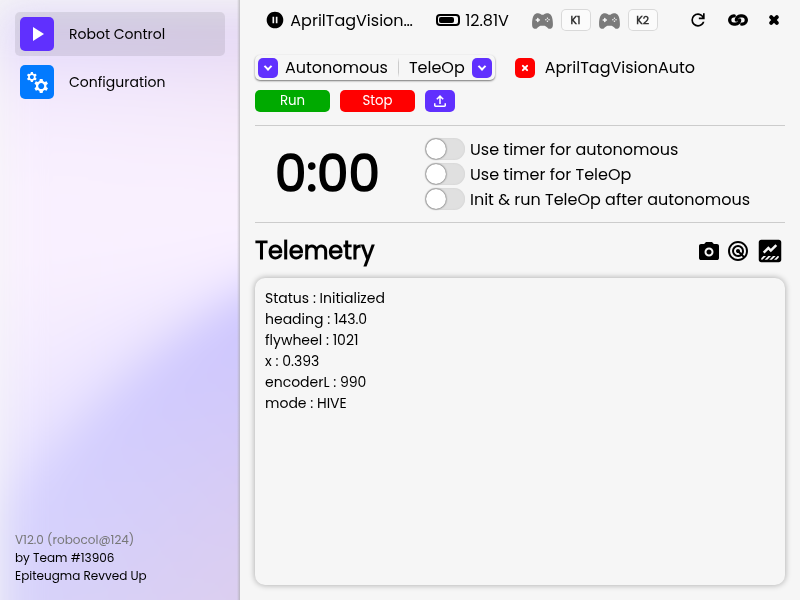 Robot Control
Configuration
V12.0 (robocol@124)
by Team #13906
Epiteugma Revved Up
AprilTagVision... 12.81V K1 K2
Autonomous TeleOp AprilTagVisionAuto
Run Stop
0:00
Use timer for autonomous
Use timer for TeleOp
Init & run TeleOp after autonomous
Telemetry
Status : Initialized
heading : 143.0
flywheel : 1021
x : 0.393
encoderL : 990
mode : HIVE